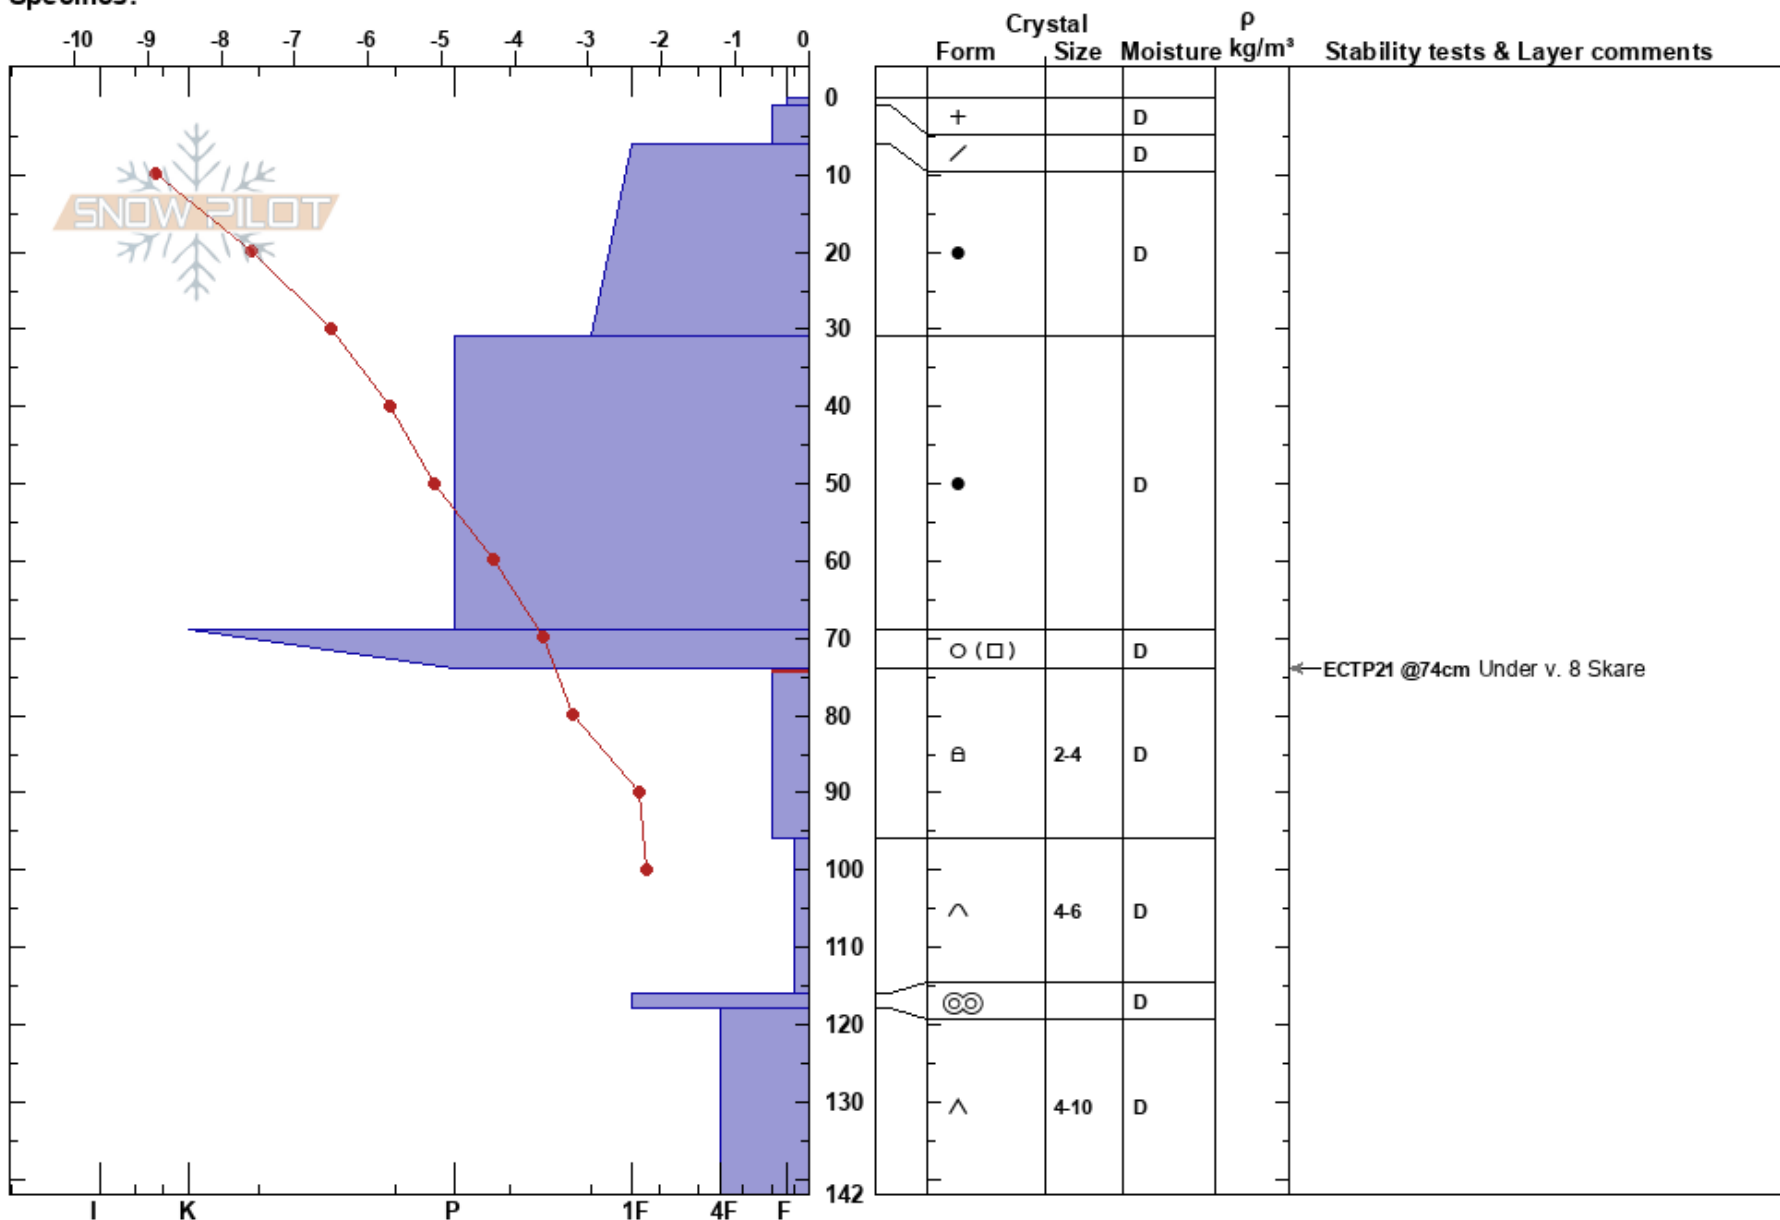 Crystal ρ
-10 -9 -8 -7 -6 -5 -4 -3 -2 -1 0 Form Size Moisture kg/m³ Stability tests & Layer comments
0
+ D
/ D
10
SNOW PILOT
20 ● D
30
40
50 ● D
60
70 ○ (□) D
ECTP21 @74cm Under v. 8 Skare
80
2-4 D
90
100
4-6 D
110
D
120
130 4-10 D
142
I K P 1F 4F F